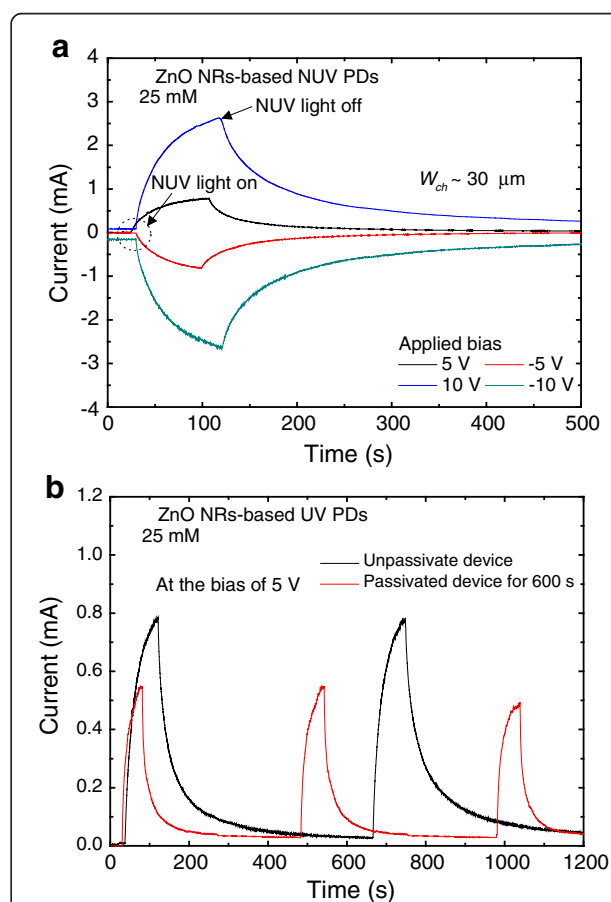 a
ZnO NRs-based NUV PDs
25 mM
NUV light off
NUV light on
W_ch ~ 30 μm
Current (mA)
4
3
2
1
0
-1
-2
-3
-4
Applied bias
5 V -5 V
10 V -10 V
0 100 200 300 400 500
Time (s)
b
ZnO NRs-based UV PDs
25 mM
Unpassivate device
Passivated device for 600 s
At the bias of 5 V
Current (mA)
1.2
1.0
0.8
0.6
0.4
0.2
0.0
0 200 400 600 800 1000 1200
Time (s)